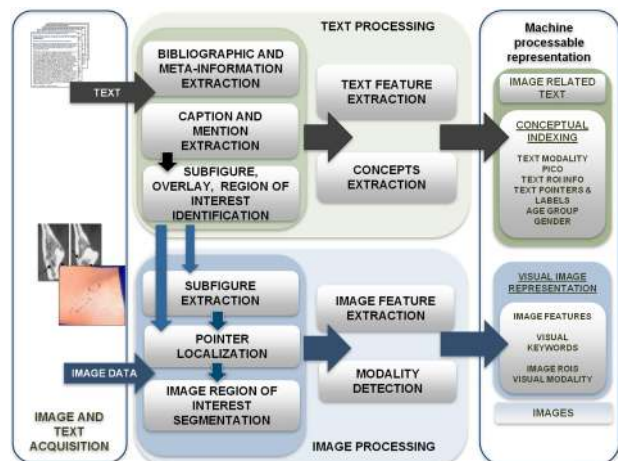 TEXT PROCESSING
BIBLIOGRAPHIC AND
META-INFORMATION
EXTRACTION
TEXT
CAPTION AND
MENTION
EXTRACTION
SUBFIGURE,
OVERLAY, REGION OF
INTEREST
IDENTIFICATION
TEXT FEATURE
EXTRACTION
CONCEPTS
EXTRACTION
Machine
processable
representation
IMAGE RELATED
TEXT
CONCEPTUAL
INDEXING
TEXT MODALITY
PICO
TEXT ROI INFO
TEXT POINTERS &
LABELS
AGE GROUP
GENDER
SUBFIGURE
EXTRACTION
POINTER
LOCALIZATION
IMAGE DATA
IMAGE REGION OF
INTEREST
SEGMENTATION
IMAGE FEATURE
EXTRACTION
MODALITY
DETECTION
VISUAL IMAGE
REPRESENTATION
IMAGE FEATURES
VISUAL
KEYWORDS
IMAGE ROIS
VISUAL MODALITY
IMAGES
IMAGE AND
TEXT
ACQUISITION
IMAGE PROCESSING